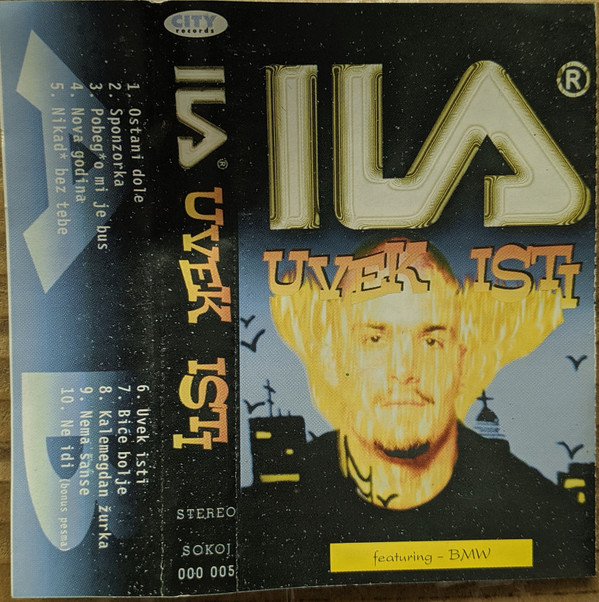 A
1. Ostani dole
2. Sponzorka
3. Pobeg*o mi je bus
4. Nova godina
5. Nikad* bez tebe
B
6. Uvek isti
7. Biće bolje
8. Kalemegdan žurka
9. Nema šanse
10. Ne idi (bonus pesma)
CITY
records
ILA®
UVEK ISTI
STEREO
SOKOJ
000 005
ILA®
UVEK ISTI
featuring - BMW